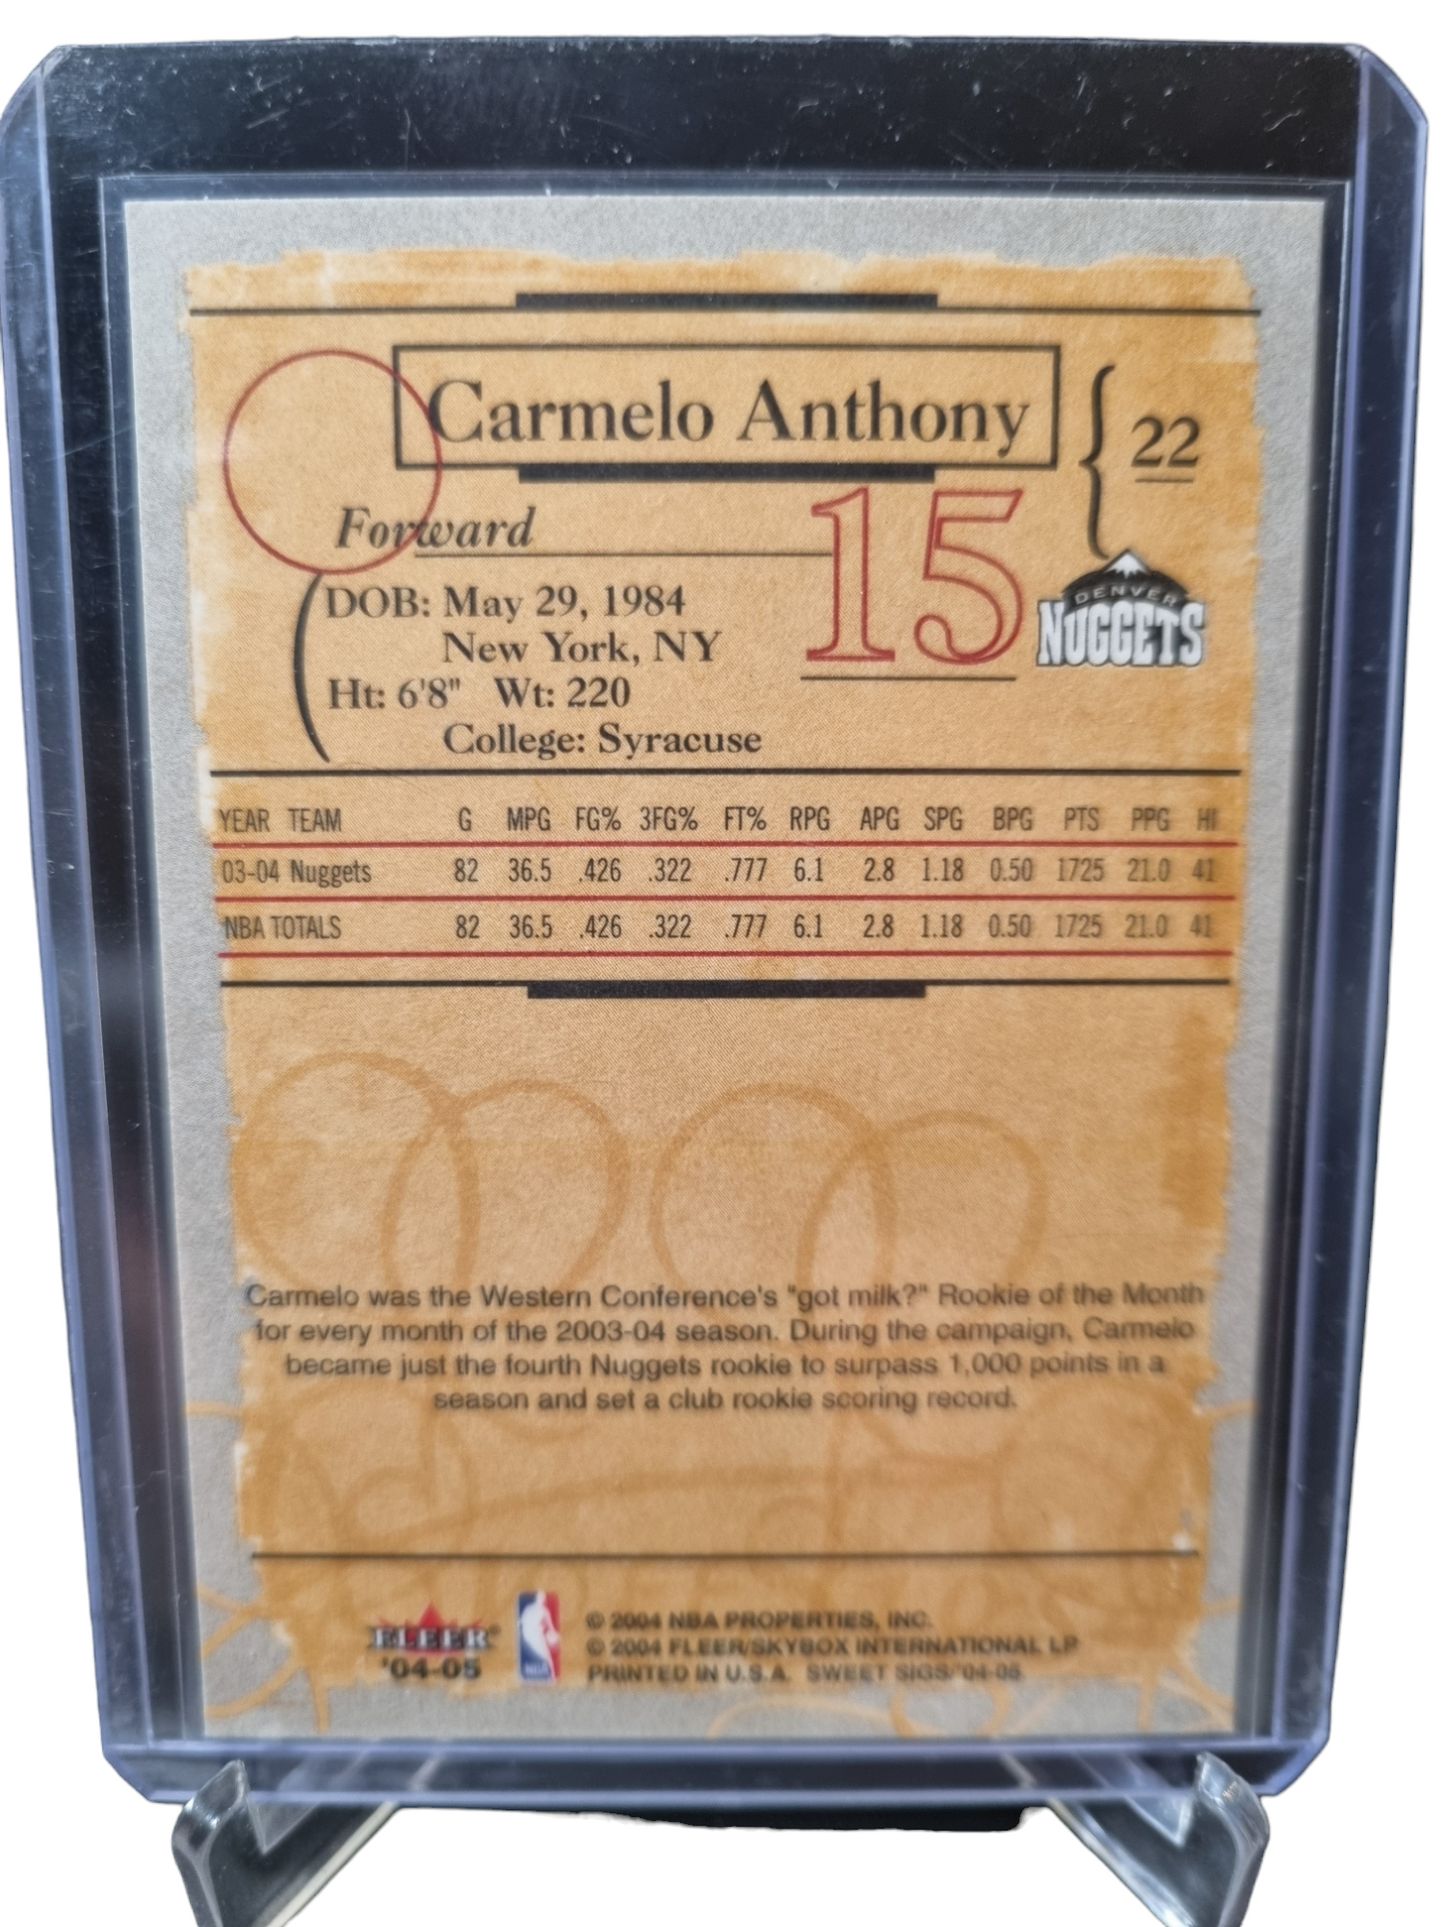 Carmelo Anthony
22
Forward
15
DENVER
NUGGETS
DOB: May 29, 1984
New York, NY
Ht: 6'8" Wt: 220
College: Syracuse
YEAR TEAM G MPG FG% 3FG% FT% RPG APG SPG BPG PTS PPG HI
03-04 Nuggets 82 36.5 .426 .322 .777 6.1 2.8 1.18 0.50 1725 21.0 41
NBA TOTALS 82 36.5 .426 .322 .777 6.1 2.8 1.18 0.50 1725 21.0 41
Carmelo was the Western Conference's "got milk?" Rookie of the Month
for every month of the 2003-04 season. During the campaign, Carmelo
became just the fourth Nuggets rookie to surpass 1,000 points in a
season and set a club rookie scoring record.
FLEER®
'04-05
NBA
© 2004 NBA PROPERTIES, INC.
© 2004 FLEER/SKYBOX INTERNATIONAL LP
PRINTED IN U.S.A. SWEET SIGS/'04-05